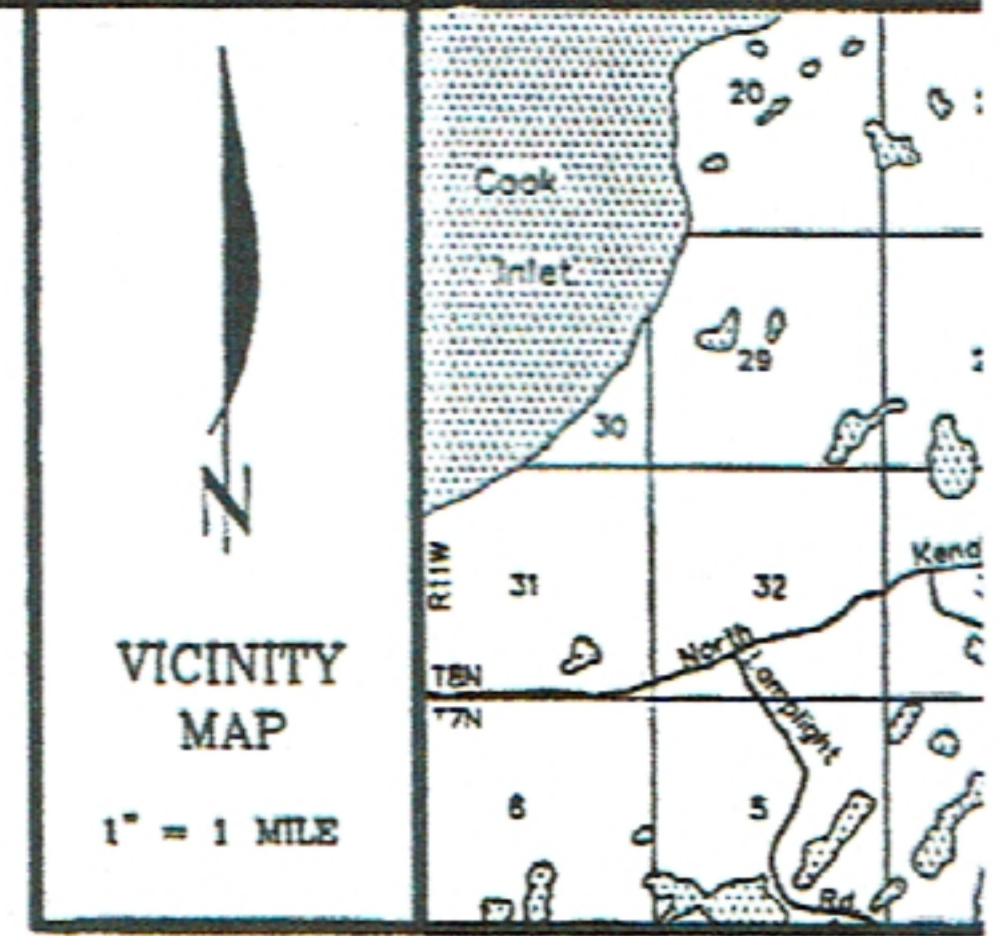 N
VICINITY
MAP
1" = 1 MILE
20
Cook
Inlet
29
30
R11W
31
32
Kend
North
T8N
T7N
Lamplight
6
5
Rd.